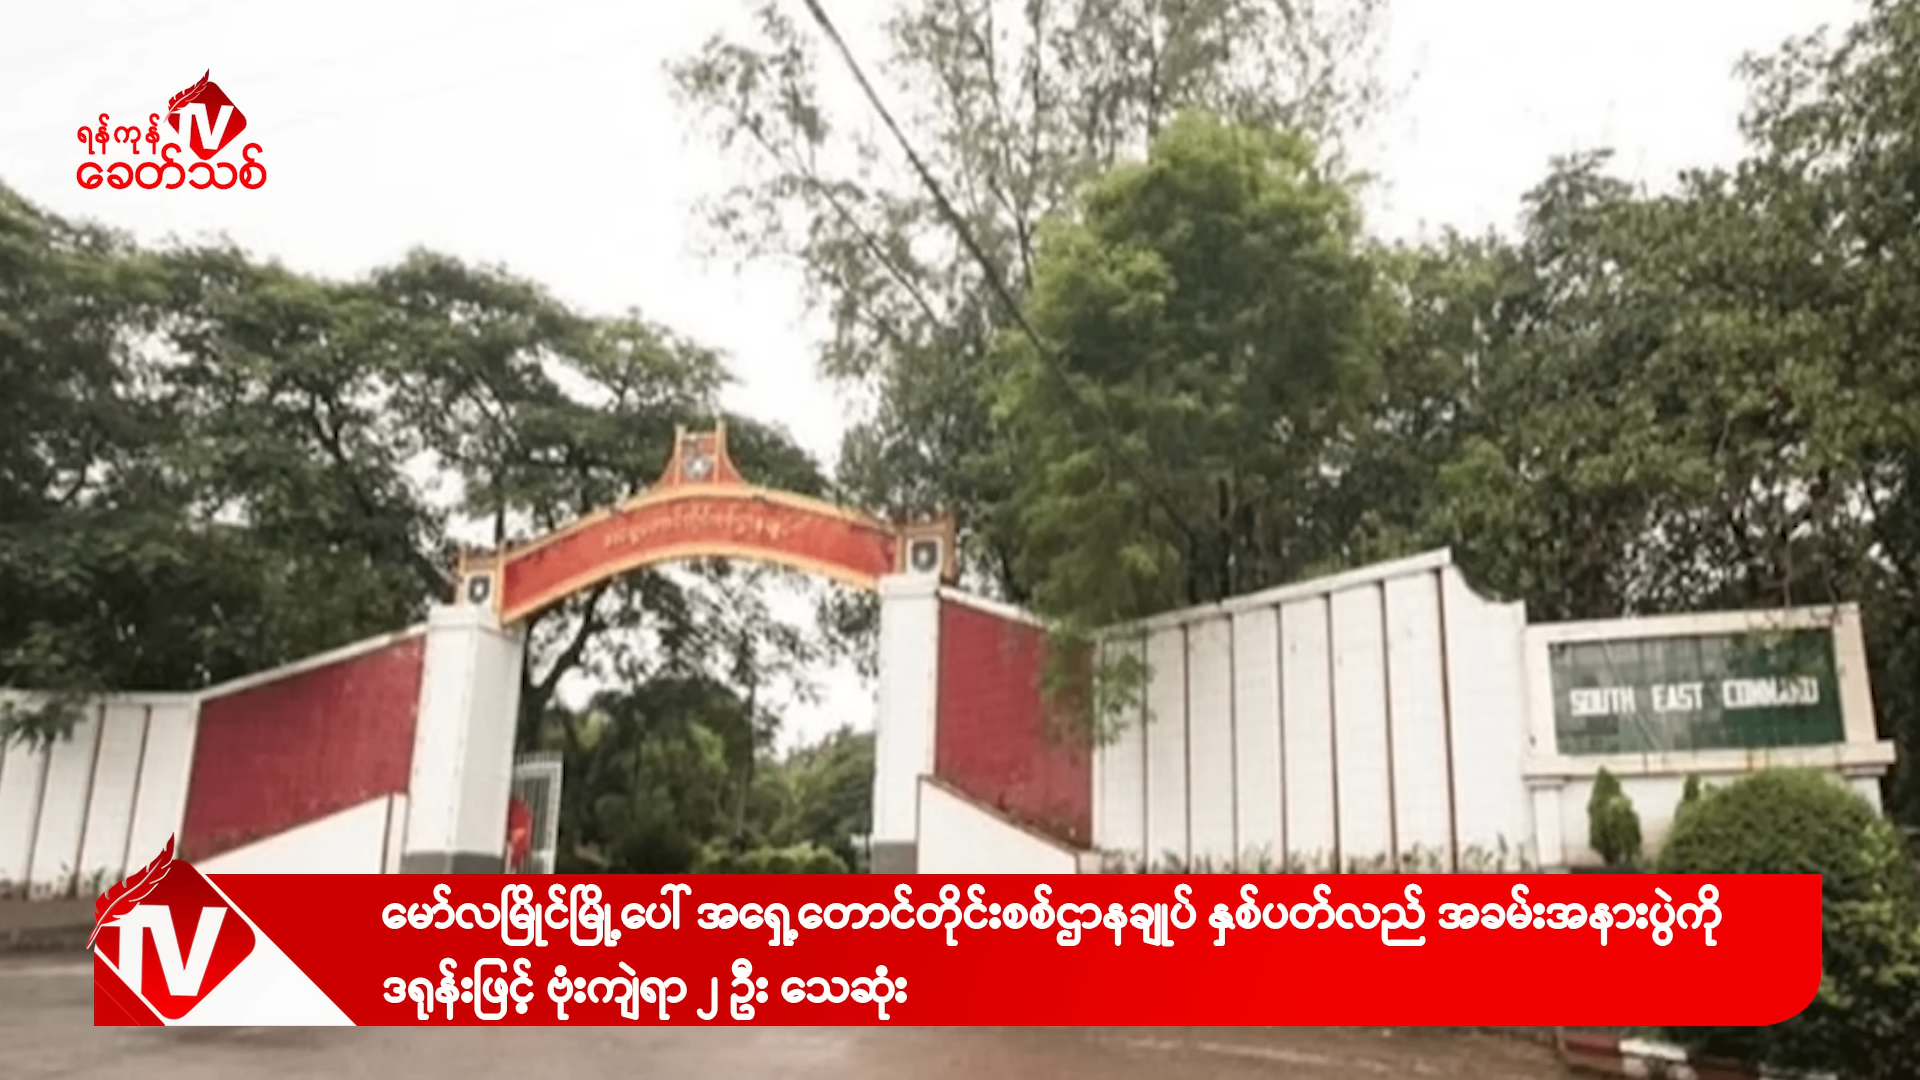 ရန်ကုန်
TV
ခေတ်သစ်
SOUTH EAST COMMAND
TV
မော်လမြိုင်မြို့ပေါ် အရှေ့တောင်တိုင်းစစ်ဌာနချုပ် နှစ်ပတ်လည် အခမ်းအနားပွဲကို
ဒရုန်းဖြင့် ဗုံးကျဲရာ ၂ ဦး သေဆုံး